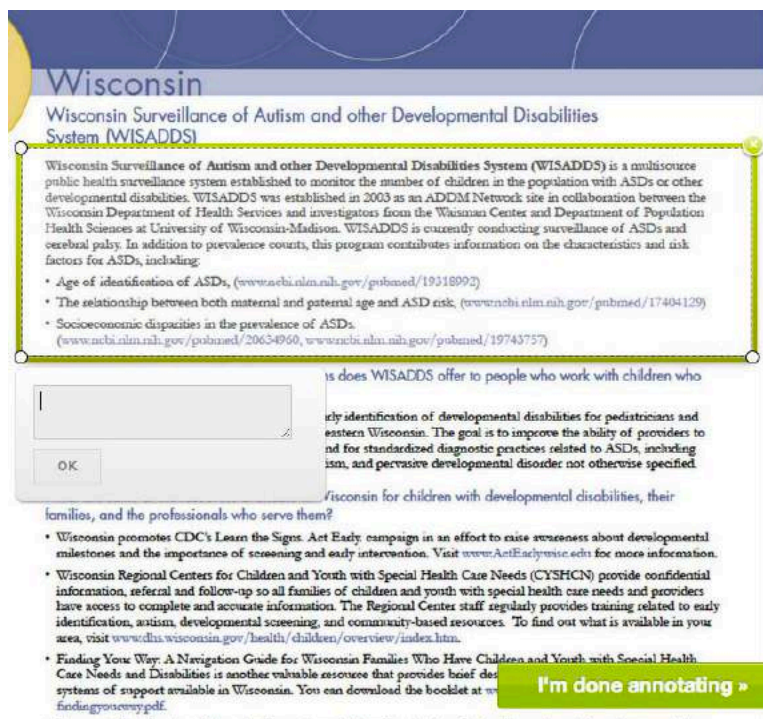 Wisconsin
Wisconsin Surveillance of Autism and other Developmental Disabilities
System (WISADDS)
Wisconsin Surveillance of Autism and other Developmental Disabilities System (WISADDS) is a multisource
public health surveillance system established to monitor the number of children in the population with ASDs or other
developmental disabilities. WISADDS was established in 2003 as an ADDM Network site in collaboration between the
Wisconsin Department of Health Services and investigators from the Waisman Center and Department of Population
Health Sciences at University of Wisconsin-Madison. WISADDS is currently conducting surveillance of ASDs and
cerebral palsy. In addition to prevalence counts, this program contributes information on the characteristics and risk
factors for ASDs, including:
• Age of identification of ASDs, (www.ncbi.nlm.nih.gov/pubmed/19318992)
• The relationship between both maternal and paternal age and ASD risk, (www.ncbi.nlm.nih.gov/pubmed/17404129)
• Socioeconomic disparities in the prevalence of ASDs.
(www.ncbi.nlm.nih.gov/pubmed/20634960, www.ncbi.nlm.nih.gov/pubmed/19743757)
ns does WISADDS offer to people who work with children who
rly identification of developmental disabilities for pediatricians and
eastern Wisconsin. The goal is to improve the ability of providers to
nd for standardized diagnostic practices related to ASDs, including
ism, and pervasive developmental disorder not otherwise specified.
OK
Wisconsin for children with developmental disabilities, their
families, and the professionals who serve them?
• Wisconsin promotes CDC's Learn the Signs. Act Early. campaign in an effort to raise awareness about developmental
milestones and the importance of screening and early intervention. Visit www.ActEarly.wisc.edu for more information.
• Wisconsin Regional Centers for Children and Youth with Special Health Care Needs (CYSHCN) provide confidential
information, referral and follow-up so all families of children and youth with special health care needs and providers
have access to complete and accurate information. The Regional Center staff regularly provides training related to early
identification, autism, developmental screening, and community-based resources. To find out what is available in your
area, visit www.dhs.wisconsin.gov/health/children/overview/index.htm.
• Finding Your Way: A Navigation Guide for Wisconsin Families Who Have Children and Youth with Special Health
Care Needs and Disabilities is another valuable resource that provides brief des
systems of support available in Wisconsin. You can download the booklet at
findingyourway.pdf.
I'm done annotating »